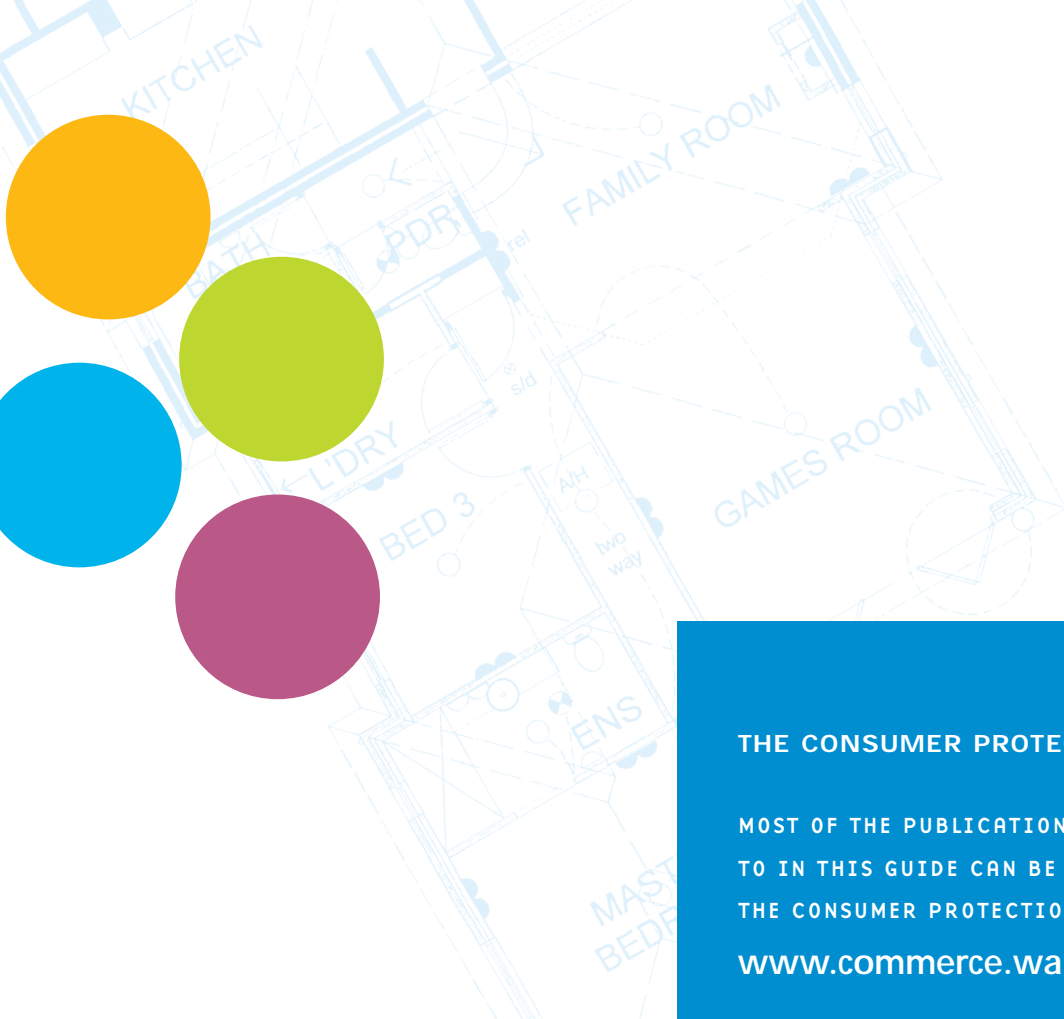 KITCHEN
FAMILY ROOM
PDR
rel
BATH
s/d
L'DRY
A/H
GAMES ROOM
BED 3
two
way
ENS
MAST
BEDR
THE CONSUMER PROTE
MOST OF THE PUBLICATION
TO IN THIS GUIDE CAN BE
THE CONSUMER PROTECTIO
www.commerce.wa